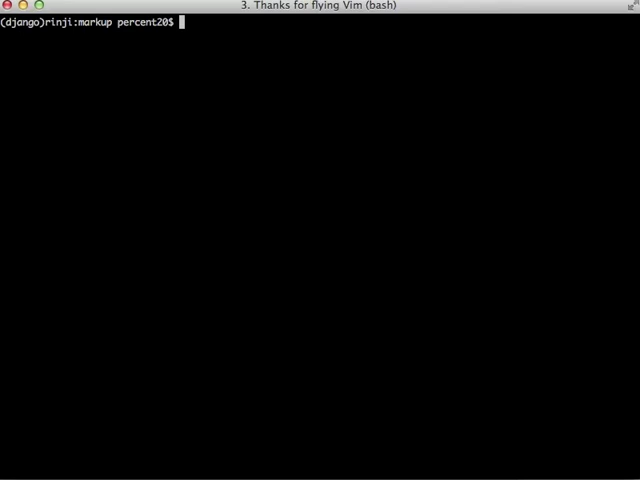 3. Thanks for flying Vim (bash)
(django)rinji:markup percent20$